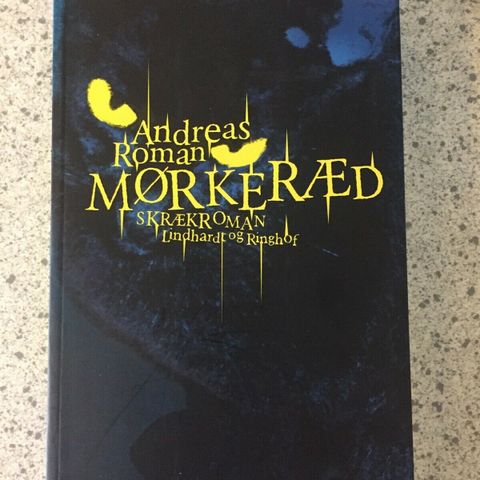 Andreas
Roman
MØRKERÆD
SKRÆKROMAN
Lindhardt og Ringhof